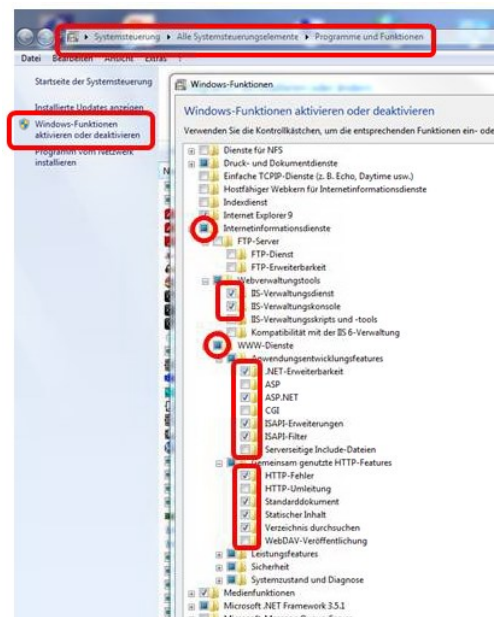 Systemsteuerung ▸ Alle Systemsteuerungselemente ▸ Programme und Funktionen
Datei Bearbeiten Ansicht Extras ?
Startseite der Systemsteuerung
Installierte Updates anzeigen
Windows-Funktionen
aktivieren oder deaktivieren
Programm vom Netzwerk
installieren
Windows-Funktionen
Windows-Funktionen aktivieren oder deaktivieren
Verwenden Sie die Kontrollkästchen, um die entsprechenden Funktionen ein- ode
Dienste für NFS
Druck- und Dokumentdienste
Einfache TCPIP-Dienste (z. B. Echo, Daytime usw.)
Hostfähiger Webkern für Internetinformationsdienste
Indexdienst
Internet Explorer 9
Internetinformationsdienste
FTP-Server
FTP-Dienst
FTP-Erweiterbarkeit
Webverwaltungstools
IIS-Verwaltungsdienst
IIS-Verwaltungskonsole
IIS-Verwaltungsskripts und -tools
Kompatibilität mit der IIS 6-Verwaltung
WWW-Dienste
Anwendungsentwicklungsfeatures
.NET-Erweiterbarkeit
ASP
ASP.NET
CGI
ISAPI-Erweiterungen
ISAPI-Filter
Serverseitige Include-Dateien
Gemeinsam genutzte HTTP-Features
HTTP-Fehler
HTTP-Umleitung
Standarddokument
Statischer Inhalt
Verzeichnis durchsuchen
WebDAV-Veröffentlichung
Leistungsfeatures
Sicherheit
Systemzustand und Diagnose
Medienfunktionen
Microsoft .NET Framework 3.5.1